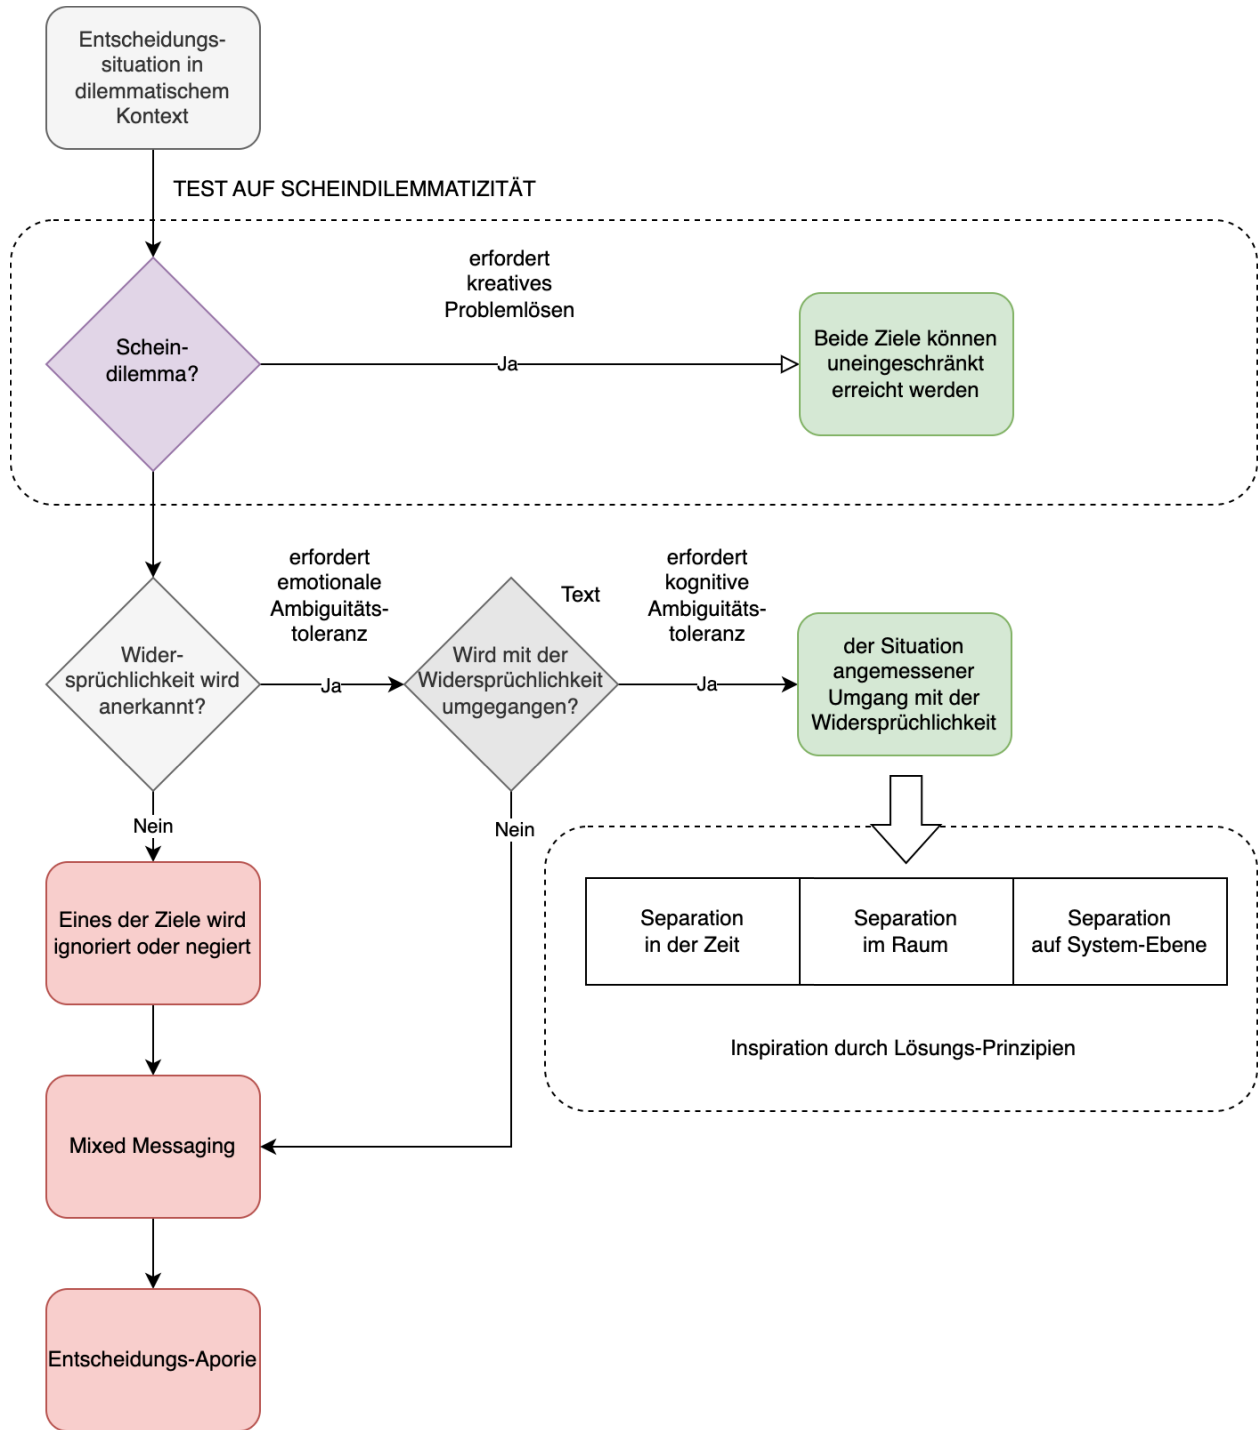 Entscheidungs-
situation in
dilemmatischem
Kontext
TEST AUF SCHEINDILEMMATIZITÄT
Schein-
dilemma?
erfordert
kreatives
Problemlösen
Ja
Beide Ziele können
uneingeschränkt
erreicht werden
Wider-
sprüchlichkeit wird
anerkannt?
erfordert
emotionale
Ambiguitäts-
toleranz
Ja
Wird mit der
Widersprüchlichkeit
umgegangen?
Text
erfordert
kognitive
Ambiguitäts-
toleranz
Ja
der Situation
angemessener
Umgang mit der
Widersprüchlichkeit
Nein
Nein
Eines der Ziele wird
ignoriert oder negiert
Separation
in der Zeit
Separation
im Raum
Separation
auf System-Ebene
Inspiration durch Lösungs-Prinzipien
Mixed Messaging
Entscheidungs-Aporie